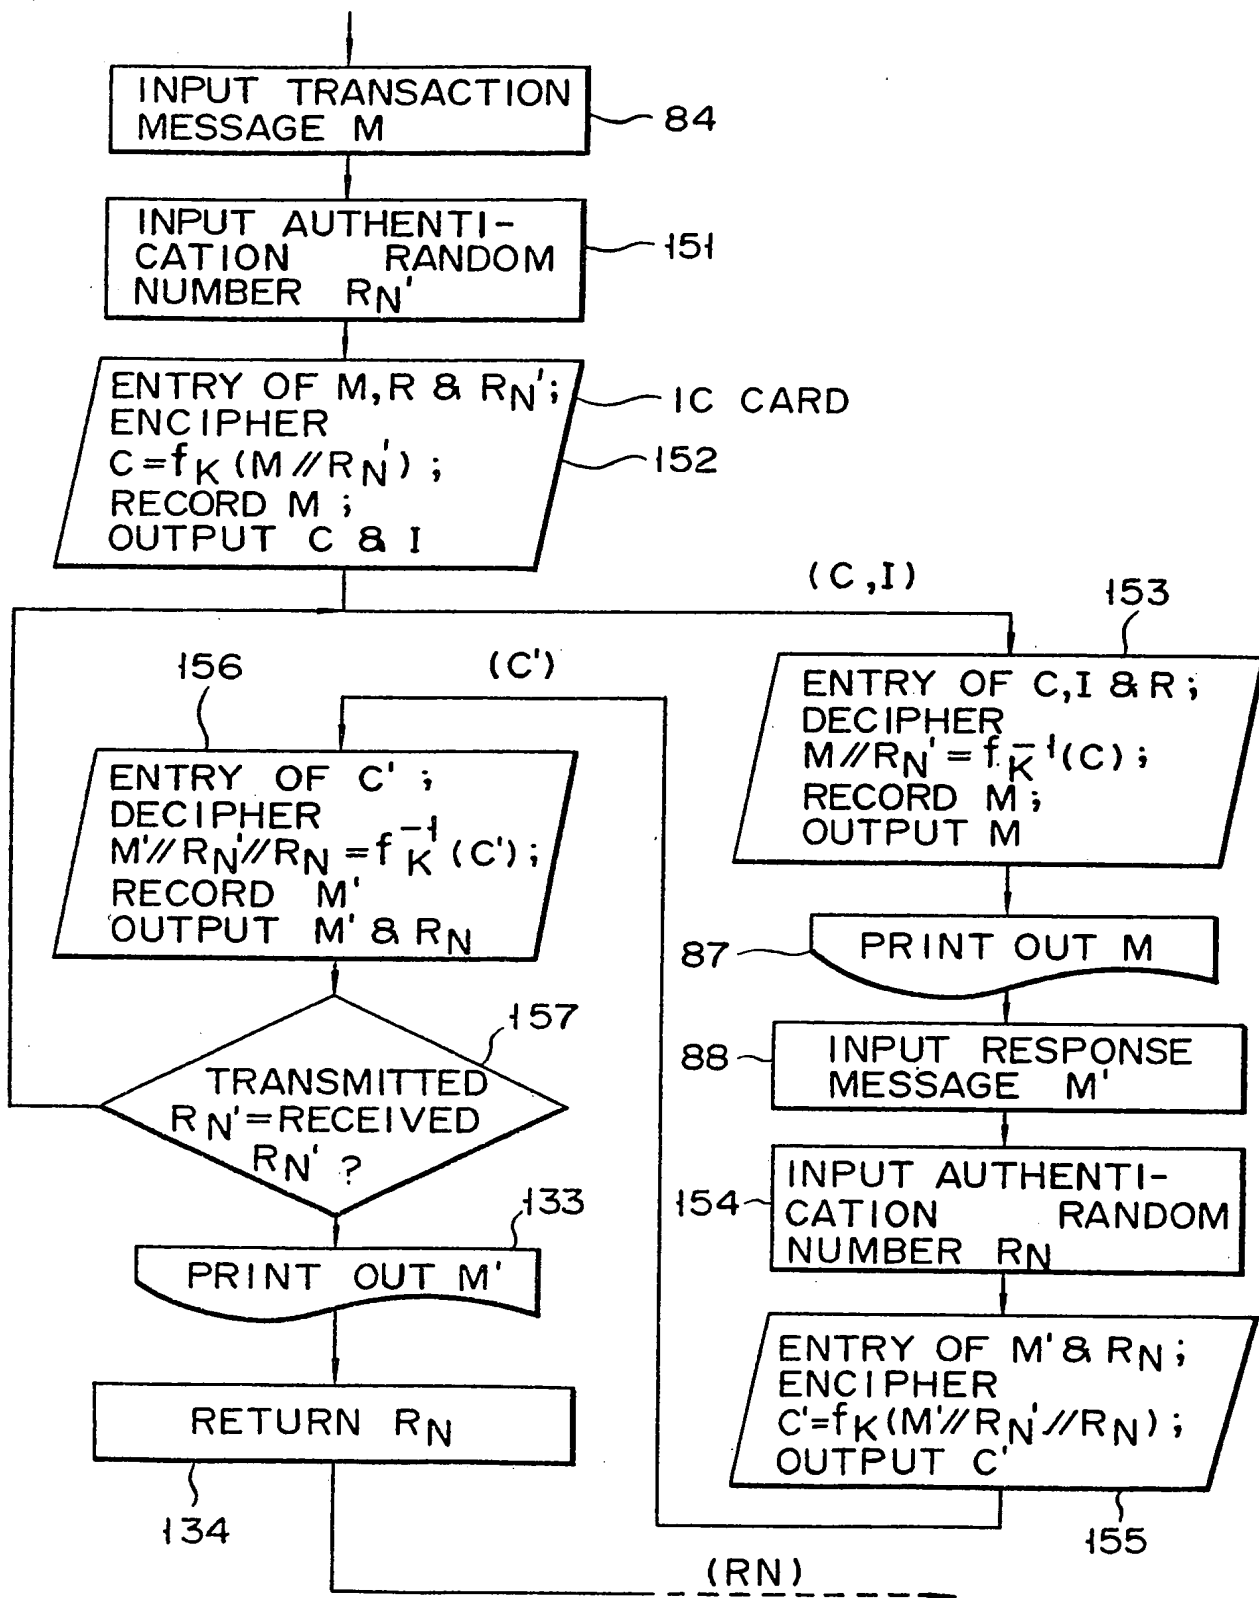 INPUT TRANSACTION
MESSAGE M
84
INPUT AUTHENTI-
CATION RANDOM
NUMBER RN'
151
ENTRY OF M, R & RN';
ENCIPHER
C=fK (M//RN');
RECORD M;
OUTPUT C & I
IC CARD
152
(C, I)
153
ENTRY OF C, I & R;
DECIPHER
M//RN'=fK-1(C);
RECORD M;
OUTPUT M
87
PRINT OUT M
88
INPUT RESPONSE
MESSAGE M'
154
INPUT AUTHENTI-
CATION RANDOM
NUMBER RN
ENTRY OF M' & RN;
ENCIPHER
C'=fK(M'//RN'//RN);
OUTPUT C'
155
(C')
156
ENTRY OF C';
DECIPHER
M'//RN'//RN=fK-1(C');
RECORD M'
OUTPUT M' & RN
157
TRANSMITTED
RN'=RECEIVED
RN' ?
133
PRINT OUT M'
RETURN RN
134
(RN)